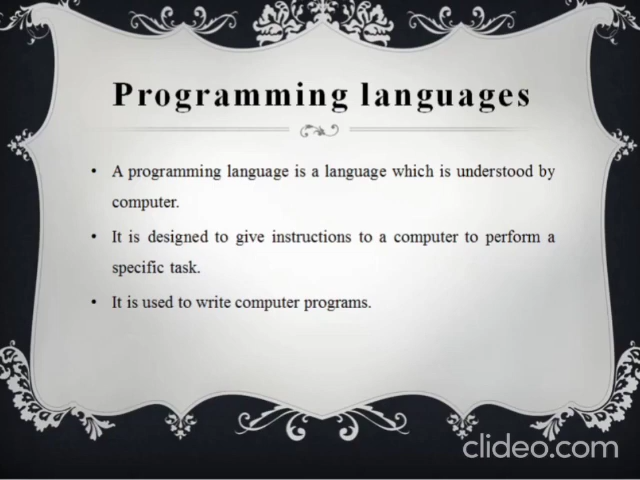 Programming languages
• A programming language is a language which is understood by
computer.
• It is designed to give instructions to a computer to perform a
specific task.
• It is used to write computer programs.
clideo.com